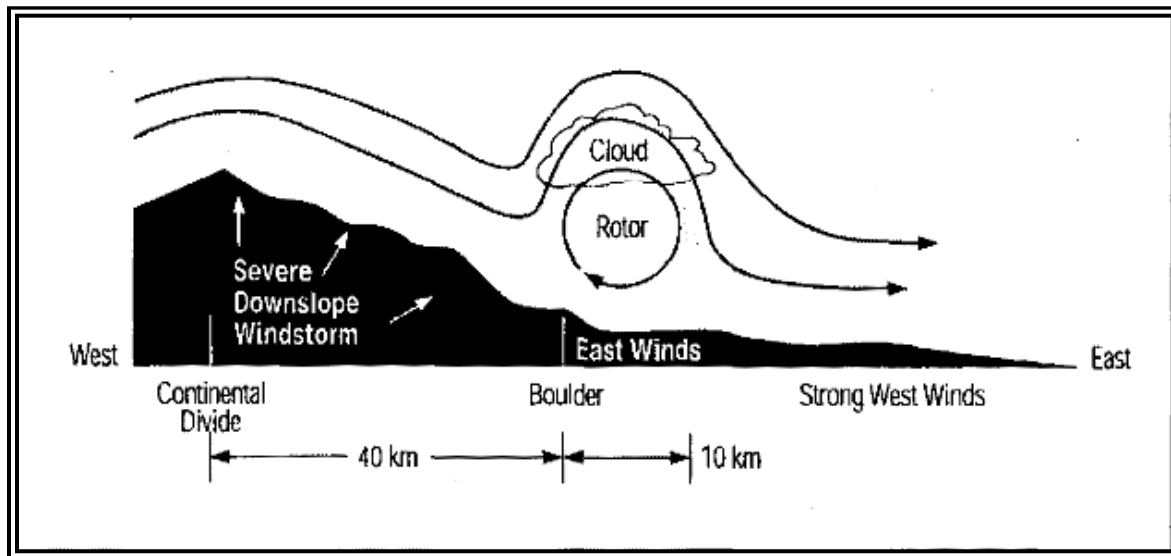 Cloud
Rotor
Severe
Downslope
Windstorm
West
East Winds
East
Continental
Divide
Boulder
Strong West Winds
40 km
10 km